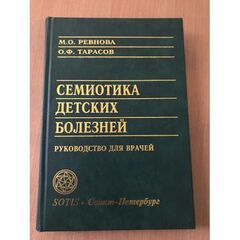 М.О. РЕВНОВА
О.Ф. ТАРАСОВ
СЕМИОТИКА
ДЕТСКИХ
БОЛЕЗНЕЙ
РУКОВОДСТВО ДЛЯ ВРАЧЕЙ
SOTIS • Санкт-Петербург